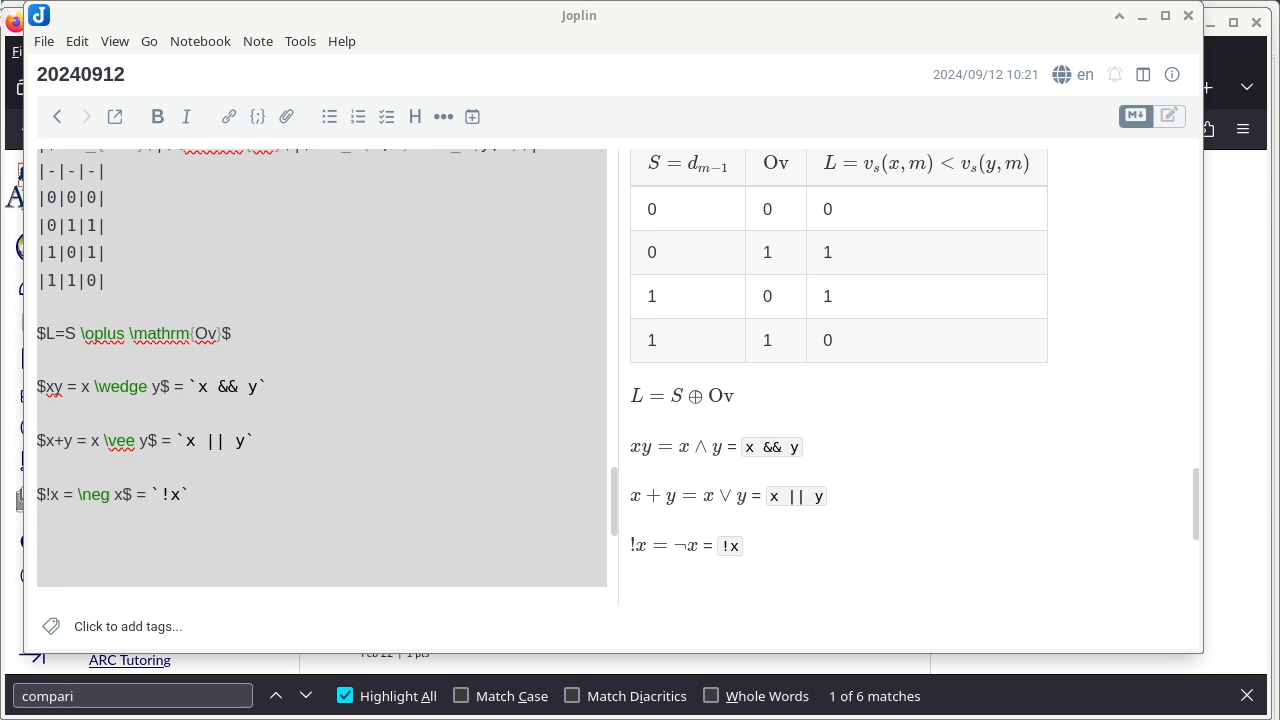 Joplin
File Edit View Go Notebook Note Tools Help
20240912
2024/09/12 10:21 en
|-|-|-|
|0|0|0|
|0|1|1|
|1|0|1|
|1|1|0|
$L=S \oplus \mathrm{Ov}$
$xy = x \wedge y$ = `x && y`
$x+y = x \vee y$ = `x || y`
$!x = \neg x$ = `!x`
S = d_{m−1} Ov L = v_s(x, m) < v_s(y, m)
0 0 0
0 1 1
1 0 1
1 1 0
L = S ⊕ Ov
xy = x ∧ y = x && y
x + y = x ∨ y = x || y
!x = ¬x = !x
Click to add tags...
ARC Tutoring
compari Highlight All Match Case Match Diacritics Whole Words 1 of 6 matches